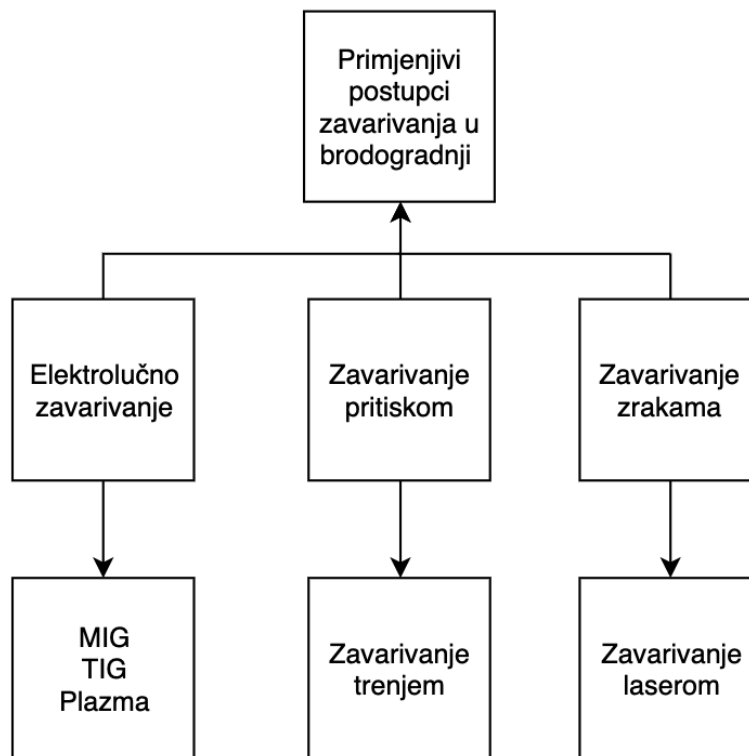 Primjenjivi
postupci
zavarivanja u
brodogradnji
Elektrolučno
zavarivanje
Zavarivanje
pritiskom
Zavarivanje
zrakama
MIG
TIG
Plazma
Zavarivanje
trenjem
Zavarivanje
laserom